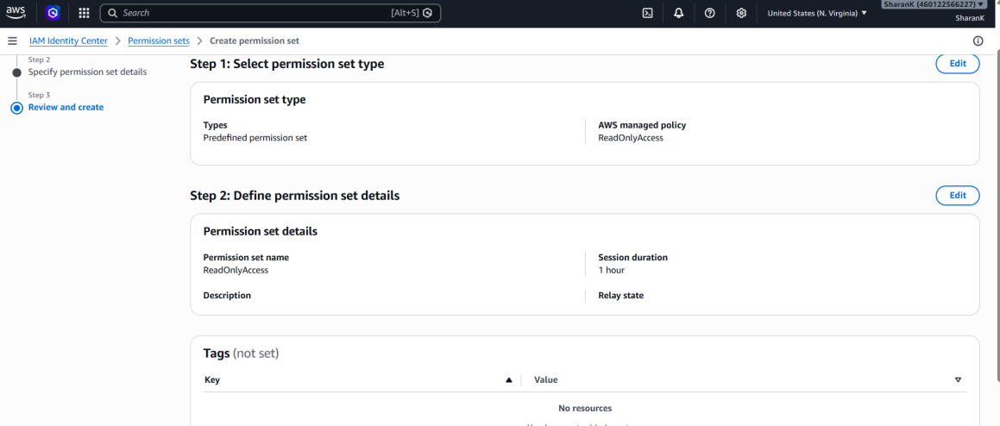 aws
Search
[Alt+S]
United States (N. Virginia) ▼
SharanK (460122566227) ▼
SharanK
IAM Identity Center > Permission sets > Create permission set
Step 2
Specify permission set details
Step 3
Review and create
Step 1: Select permission set type
Edit
Permission set type
Types
Predefined permission set
AWS managed policy
ReadOnlyAccess
Step 2: Define permission set details
Edit
Permission set details
Permission set name
ReadOnlyAccess
Session duration
1 hour
Description
Relay state
Tags (not set)
Key
Value
No resources